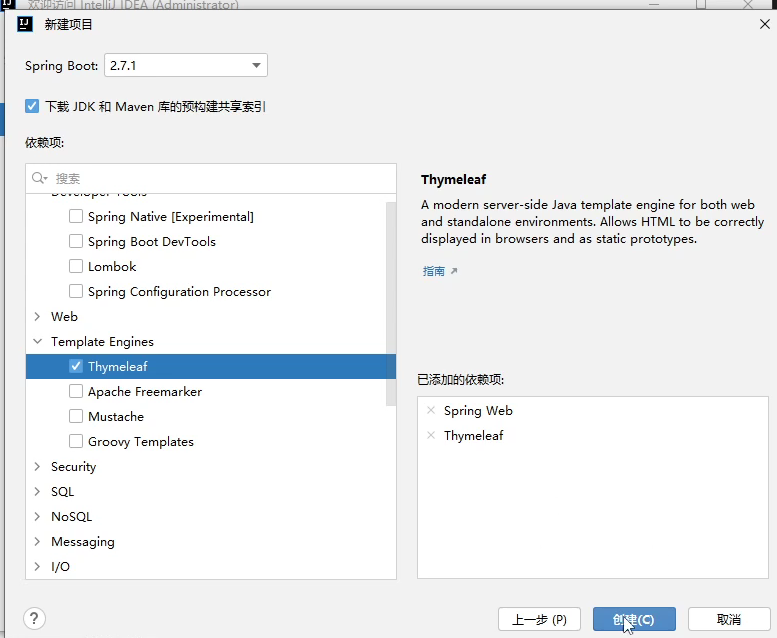 欢迎访问 IntelliJ IDEA (Administrator)
新建项目
Spring Boot: 2.7.1
下载 JDK 和 Maven 库的预构建共享索引
依赖项:
搜索
Developer Tools
Spring Native [Experimental]
Spring Boot DevTools
Lombok
Spring Configuration Processor
Web
Template Engines
Thymeleaf
Apache Freemarker
Mustache
Groovy Templates
Security
SQL
NoSQL
Messaging
I/O
Thymeleaf
A modern server-side Java template engine for both web
and standalone environments. Allows HTML to be correctly
displayed in browsers and as static prototypes.
指南
已添加的依赖项:
Spring Web
Thymeleaf
?
上一步 (P)
创建(C)
取消